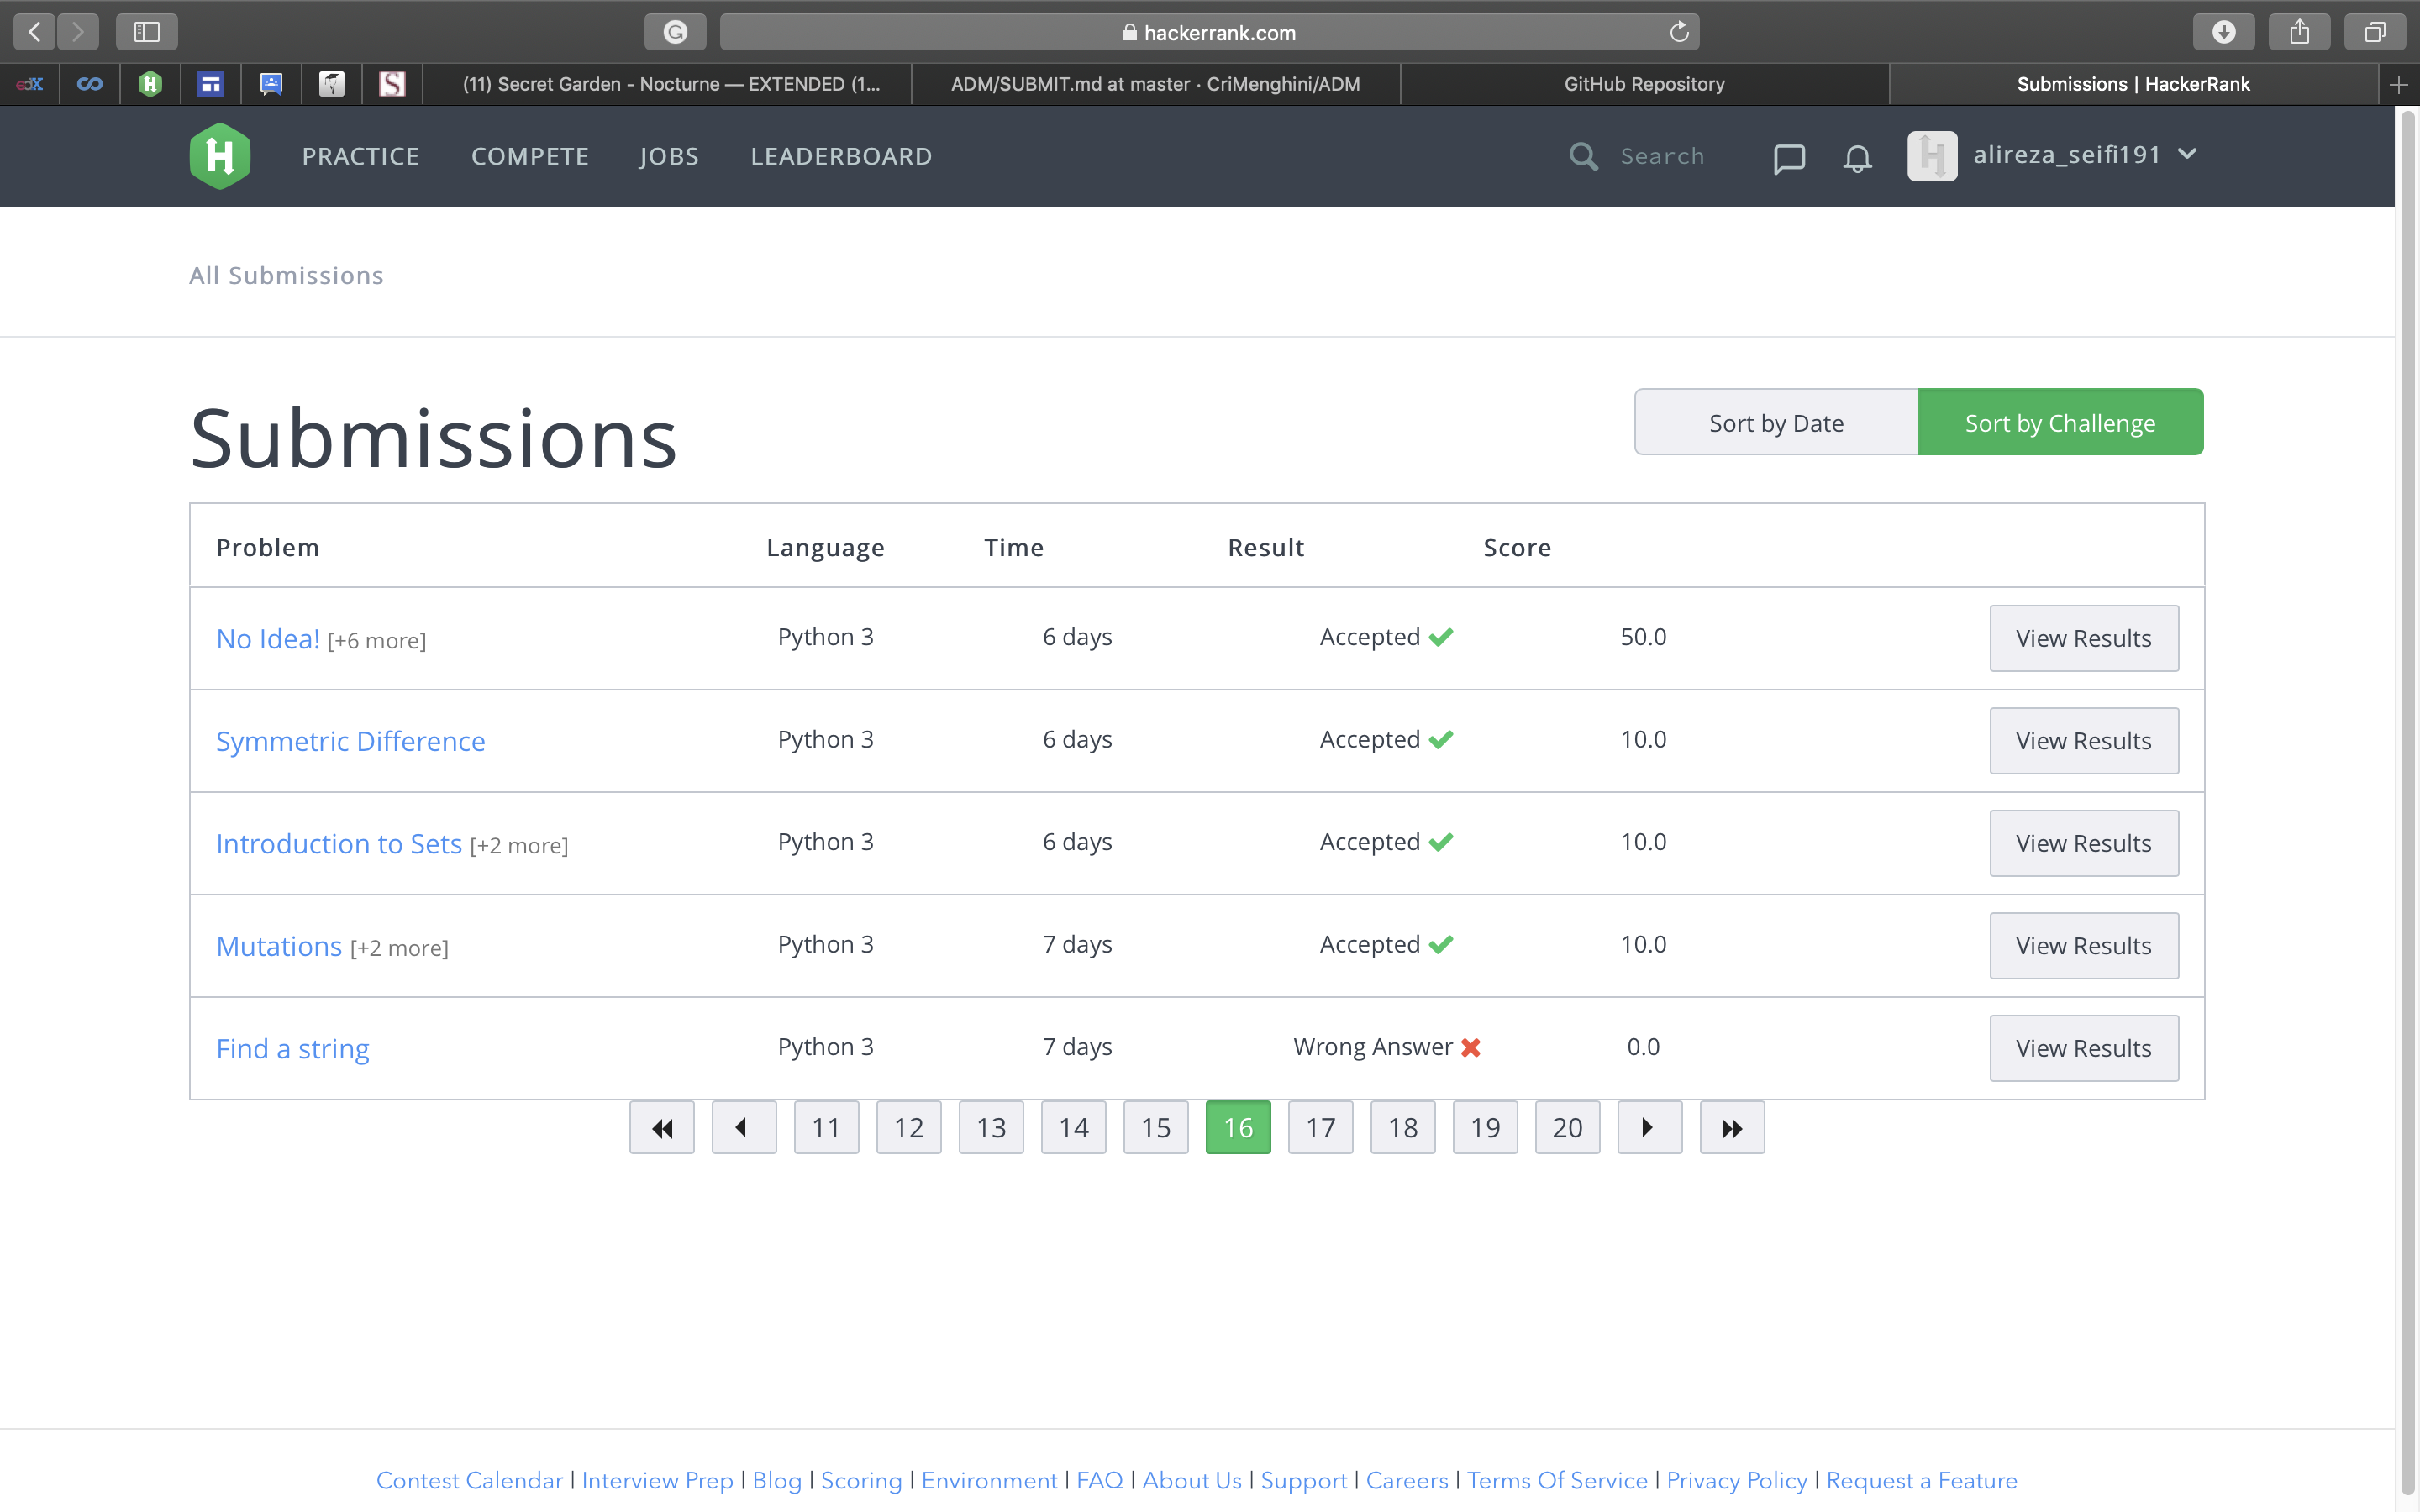 hackerrank.com
(11) Secret Garden - Nocturne — EXTENDED (1... ADM/SUBMIT.md at master · CriMenghini/ADM GitHub Repository Submissions | HackerRank
PRACTICE COMPETE JOBS LEADERBOARD Search alireza_seifi191
All Submissions
Submissions
Sort by Date Sort by Challenge
Problem Language Time Result Score
No Idea! [+6 more] Python 3 6 days Accepted 50.0 View Results
Symmetric Difference Python 3 6 days Accepted 10.0 View Results
Introduction to Sets [+2 more] Python 3 6 days Accepted 10.0 View Results
Mutations [+2 more] Python 3 7 days Accepted 10.0 View Results
Find a string Python 3 7 days Wrong Answer 0.0 View Results
11 12 13 14 15 16 17 18 19 20
Contest Calendar | Interview Prep | Blog | Scoring | Environment | FAQ | About Us | Support | Careers | Terms Of Service | Privacy Policy | Request a Feature